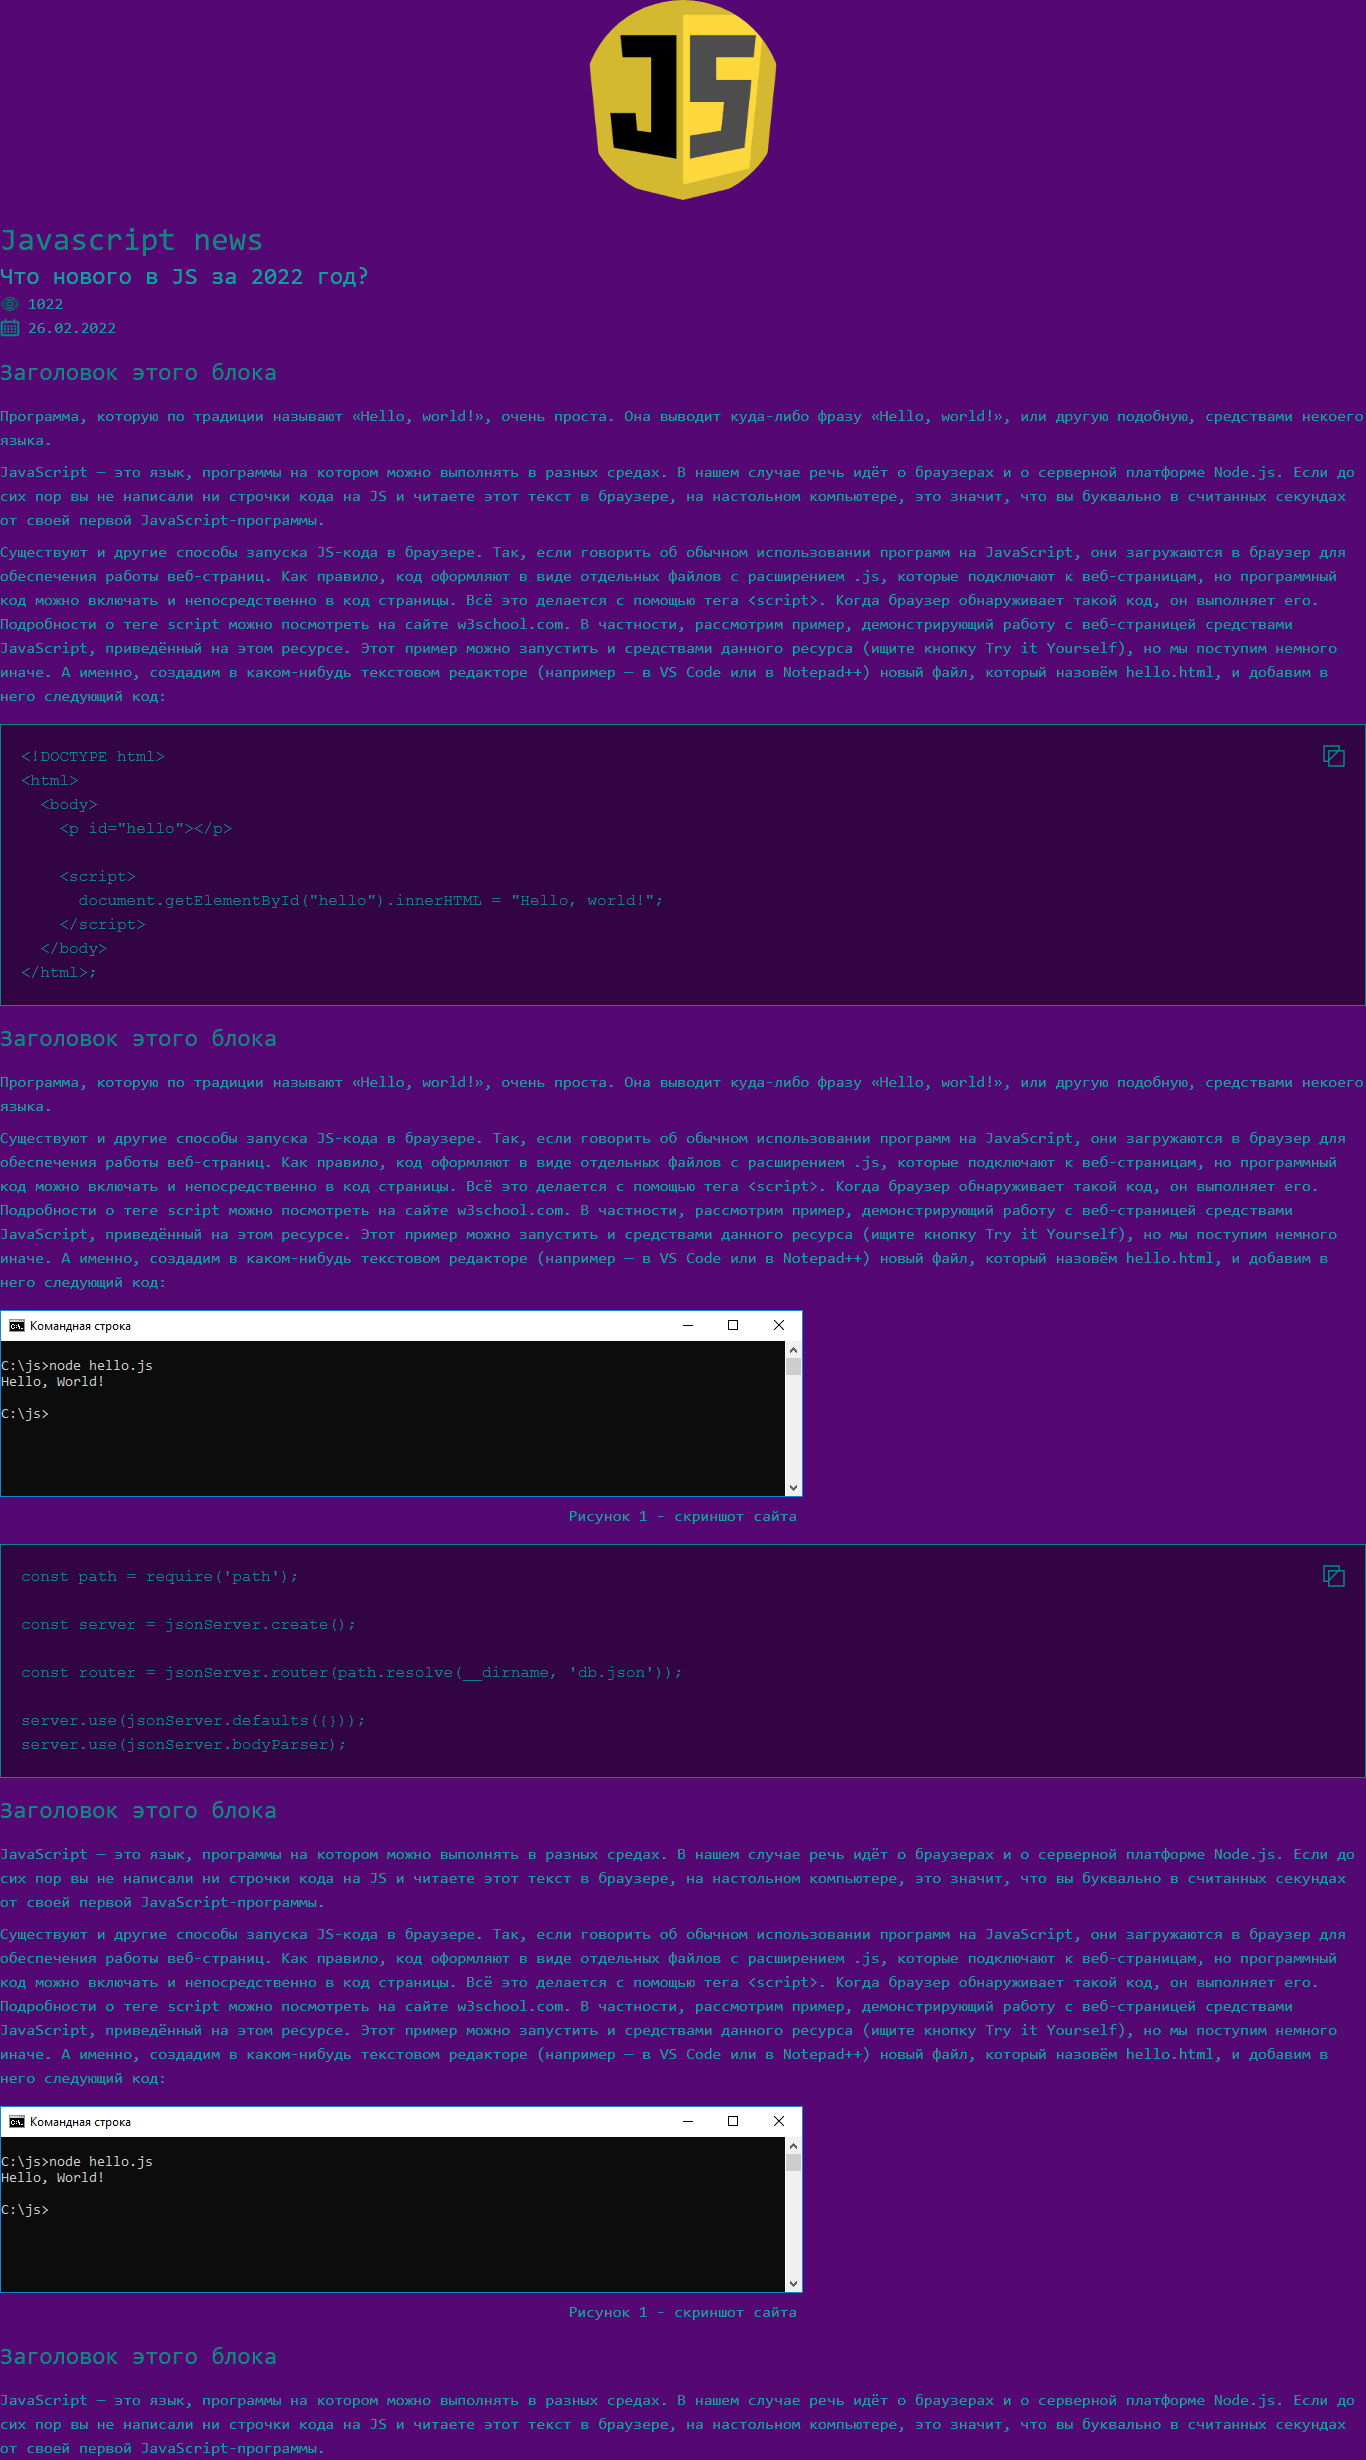 JS
Javascript news
Что нового в JS за 2022 год?
1022
26.02.2022
Заголовок этого блока
Программа, которую по традиции называют «Hello, world!», очень проста. Она выводит куда-либо фразу «Hello, world!», или другую подобную, средствами некоего
языка.
JavaScript — это язык, программы на котором можно выполнять в разных средах. В нашем случае речь идёт о браузерах и о серверной платформе Node.js. Если до
сих пор вы не написали ни строчки кода на JS и читаете этот текст в браузере, на настольном компьютере, это значит, что вы буквально в считанных секундах
от своей первой JavaScript-программы.
Существуют и другие способы запуска JS-кода в браузере. Так, если говорить об обычном использовании программ на JavaScript, они загружаются в браузер для
обеспечения работы веб-страниц. Как правило, код оформляют в виде отдельных файлов с расширением .js, которые подключают к веб-страницам, но программный
код можно включать и непосредственно в код страницы. Всё это делается с помощью тега <script>. Когда браузер обнаруживает такой код, он выполняет его.
Подробности о теге script можно посмотреть на сайте w3school.com. В частности, рассмотрим пример, демонстрирующий работу с веб-страницей средствами
JavaScript, приведённый на этом ресурсе. Этот пример можно запустить и средствами данного ресурса (ищите кнопку Try it Yourself), но мы поступим немного
иначе. А именно, создадим в каком-нибудь текстовом редакторе (например — в VS Code или в Notepad++) новый файл, который назовём hello.html, и добавим в
него следующий код:
<!DOCTYPE html>
<html>
  <body>
    <p id="hello"></p>
    <script>
      document.getElementById("hello").innerHTML = "Hello, world!";
    </script>
  </body>
</html>;
Заголовок этого блока
Программа, которую по традиции называют «Hello, world!», очень проста. Она выводит куда-либо фразу «Hello, world!», или другую подобную, средствами некоего
языка.
Существуют и другие способы запуска JS-кода в браузере. Так, если говорить об обычном использовании программ на JavaScript, они загружаются в браузер для
обеспечения работы веб-страниц. Как правило, код оформляют в виде отдельных файлов с расширением .js, которые подключают к веб-страницам, но программный
код можно включать и непосредственно в код страницы. Всё это делается с помощью тега <script>. Когда браузер обнаруживает такой код, он выполняет его.
Подробности о теге script можно посмотреть на сайте w3school.com. В частности, рассмотрим пример, демонстрирующий работу с веб-страницей средствами
JavaScript, приведённый на этом ресурсе. Этот пример можно запустить и средствами данного ресурса (ищите кнопку Try it Yourself), но мы поступим немного
иначе. А именно, создадим в каком-нибудь текстовом редакторе (например — в VS Code или в Notepad++) новый файл, который назовём hello.html, и добавим в
него следующий код:
Командная строка
C:\js>node hello.js
Hello, World!
C:\js>
Рисунок 1 - скриншот сайта
const path = require('path');
const server = jsonServer.create();
const router = jsonServer.router(path.resolve(__dirname, 'db.json'));
server.use(jsonServer.defaults({}));
server.use(jsonServer.bodyParser);
Заголовок этого блока
JavaScript — это язык, программы на котором можно выполнять в разных средах. В нашем случае речь идёт о браузерах и о серверной платформе Node.js. Если до
сих пор вы не написали ни строчки кода на JS и читаете этот текст в браузере, на настольном компьютере, это значит, что вы буквально в считанных секундах
от своей первой JavaScript-программы.
Существуют и другие способы запуска JS-кода в браузере. Так, если говорить об обычном использовании программ на JavaScript, они загружаются в браузер для
обеспечения работы веб-страниц. Как правило, код оформляют в виде отдельных файлов с расширением .js, которые подключают к веб-страницам, но программный
код можно включать и непосредственно в код страницы. Всё это делается с помощью тега <script>. Когда браузер обнаруживает такой код, он выполняет его.
Подробности о теге script можно посмотреть на сайте w3school.com. В частности, рассмотрим пример, демонстрирующий работу с веб-страницей средствами
JavaScript, приведённый на этом ресурсе. Этот пример можно запустить и средствами данного ресурса (ищите кнопку Try it Yourself), но мы поступим немного
иначе. А именно, создадим в каком-нибудь текстовом редакторе (например — в VS Code или в Notepad++) новый файл, который назовём hello.html, и добавим в
него следующий код:
Командная строка
C:\js>node hello.js
Hello, World!
C:\js>
Рисунок 1 - скриншот сайта
Заголовок этого блока
JavaScript — это язык, программы на котором можно выполнять в разных средах. В нашем случае речь идёт о браузерах и о серверной платформе Node.js. Если до
сих пор вы не написали ни строчки кода на JS и читаете этот текст в браузере, на настольном компьютере, это значит, что вы буквально в считанных секундах
от своей первой JavaScript-программы.